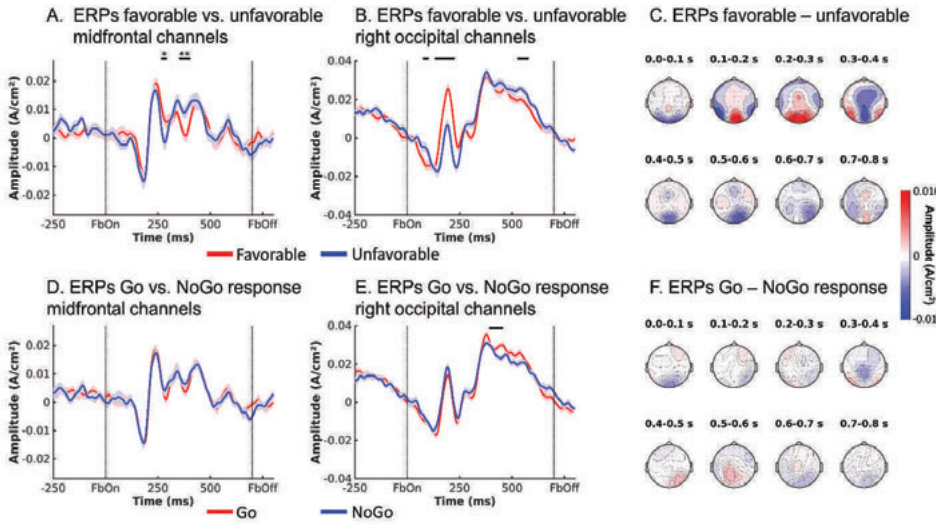 A. ERPs favorable vs. unfavorable
midfrontal channels
* **
0.02
0.01
0
-0.01
-0.02
Amplitude (A/cm²)
-250 FbOn 250 500 FbOff
Time (ms)
B. ERPs favorable vs. unfavorable
right occipital channels
0.04
0.02
0
-0.02
-0.04
Amplitude (A/cm²)
-250 FbOn 250 500 FbOff
Time (ms)
Favorable Unfavorable
C. ERPs favorable – unfavorable
0.0-0.1 s 0.1-0.2 s 0.2-0.3 s 0.3-0.4 s
0.4-0.5 s 0.5-0.6 s 0.6-0.7 s 0.7-0.8 s
0.010
0
-0.01
Amplitude (A/cm²)
D. ERPs Go vs. NoGo response
midfrontal channels
0.02
0.01
0
-0.01
-0.02
Amplitude (A/cm²)
-250 FbOn 250 500 FbOff
Time (ms)
E. ERPs Go vs. NoGo response
right occipital channels
0.04
0.02
0
-0.02
-0.04
Amplitude (A/cm²)
-250 FbOn 250 500 FbOff
Time (ms)
Go NoGo
F. ERPs Go – NoGo response
0.0-0.1 s 0.1-0.2 s 0.2-0.3 s 0.3-0.4 s
0.4-0.5 s 0.5-0.6 s 0.6-0.7 s 0.7-0.8 s